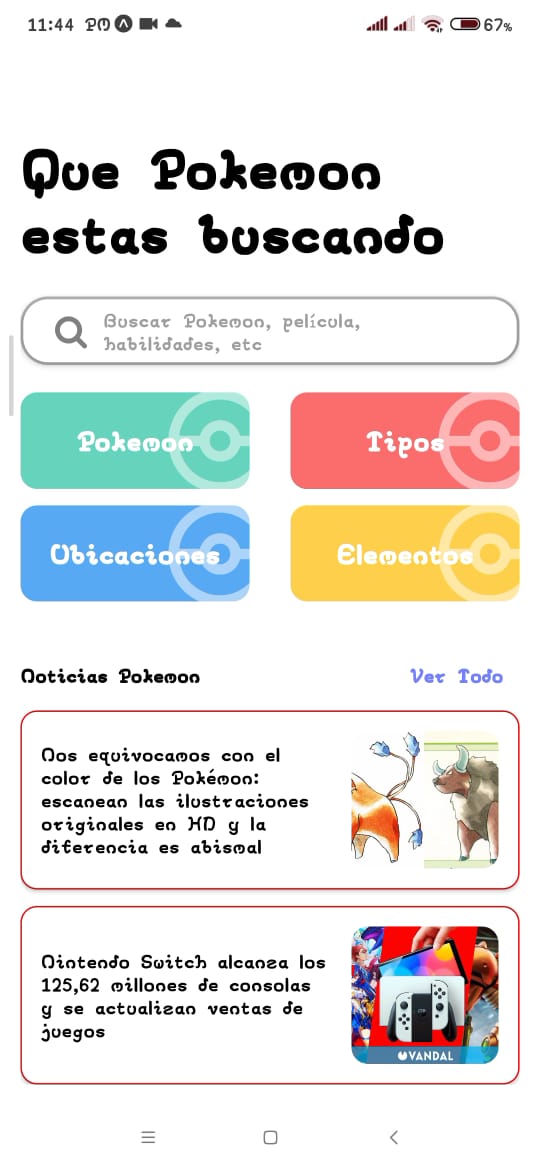 11:44 PM 67%
Que Pokemon
estas buscando
Buscar Pokemon, película,
habilidades, etc
Pokemon
Tipos
Ubicaciones
Elementos
Noticias Pokemon
Ver Todo
Nos equivocamos con el
color de los Pokémon:
escanean las ilustraciones
originales en HD y la
diferencia es abismal
Nintendo Switch alcanza los
125,62 millones de consolas
y se actualizan ventas de
juegos
VANDAL